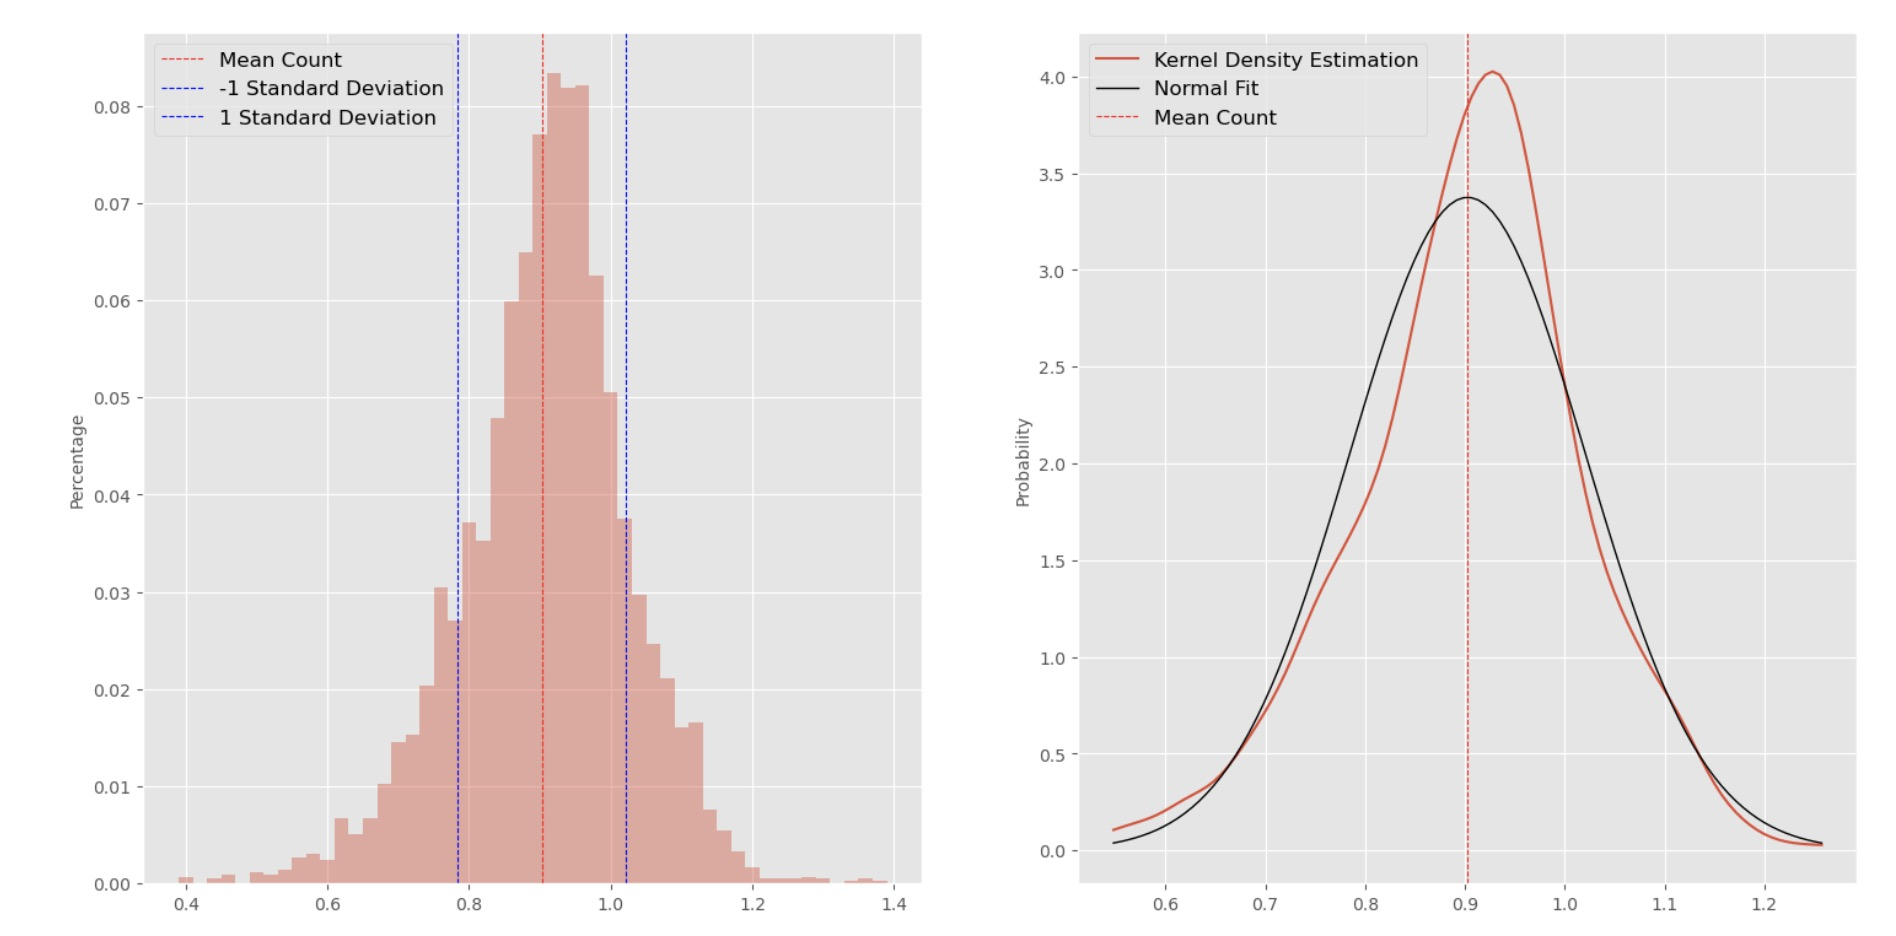 Mean Count
-1 Standard Deviation
1 Standard Deviation
0.08
0.07
0.06
0.05
0.04
0.03
0.02
0.01
0.00
Percentage
0.4 0.6 0.8 1.0 1.2 1.4
Kernel Density Estimation
Normal Fit
Mean Count
4.0
3.5
3.0
2.5
2.0
1.5
1.0
0.5
0.0
Probability
0.6 0.7 0.8 0.9 1.0 1.1 1.2